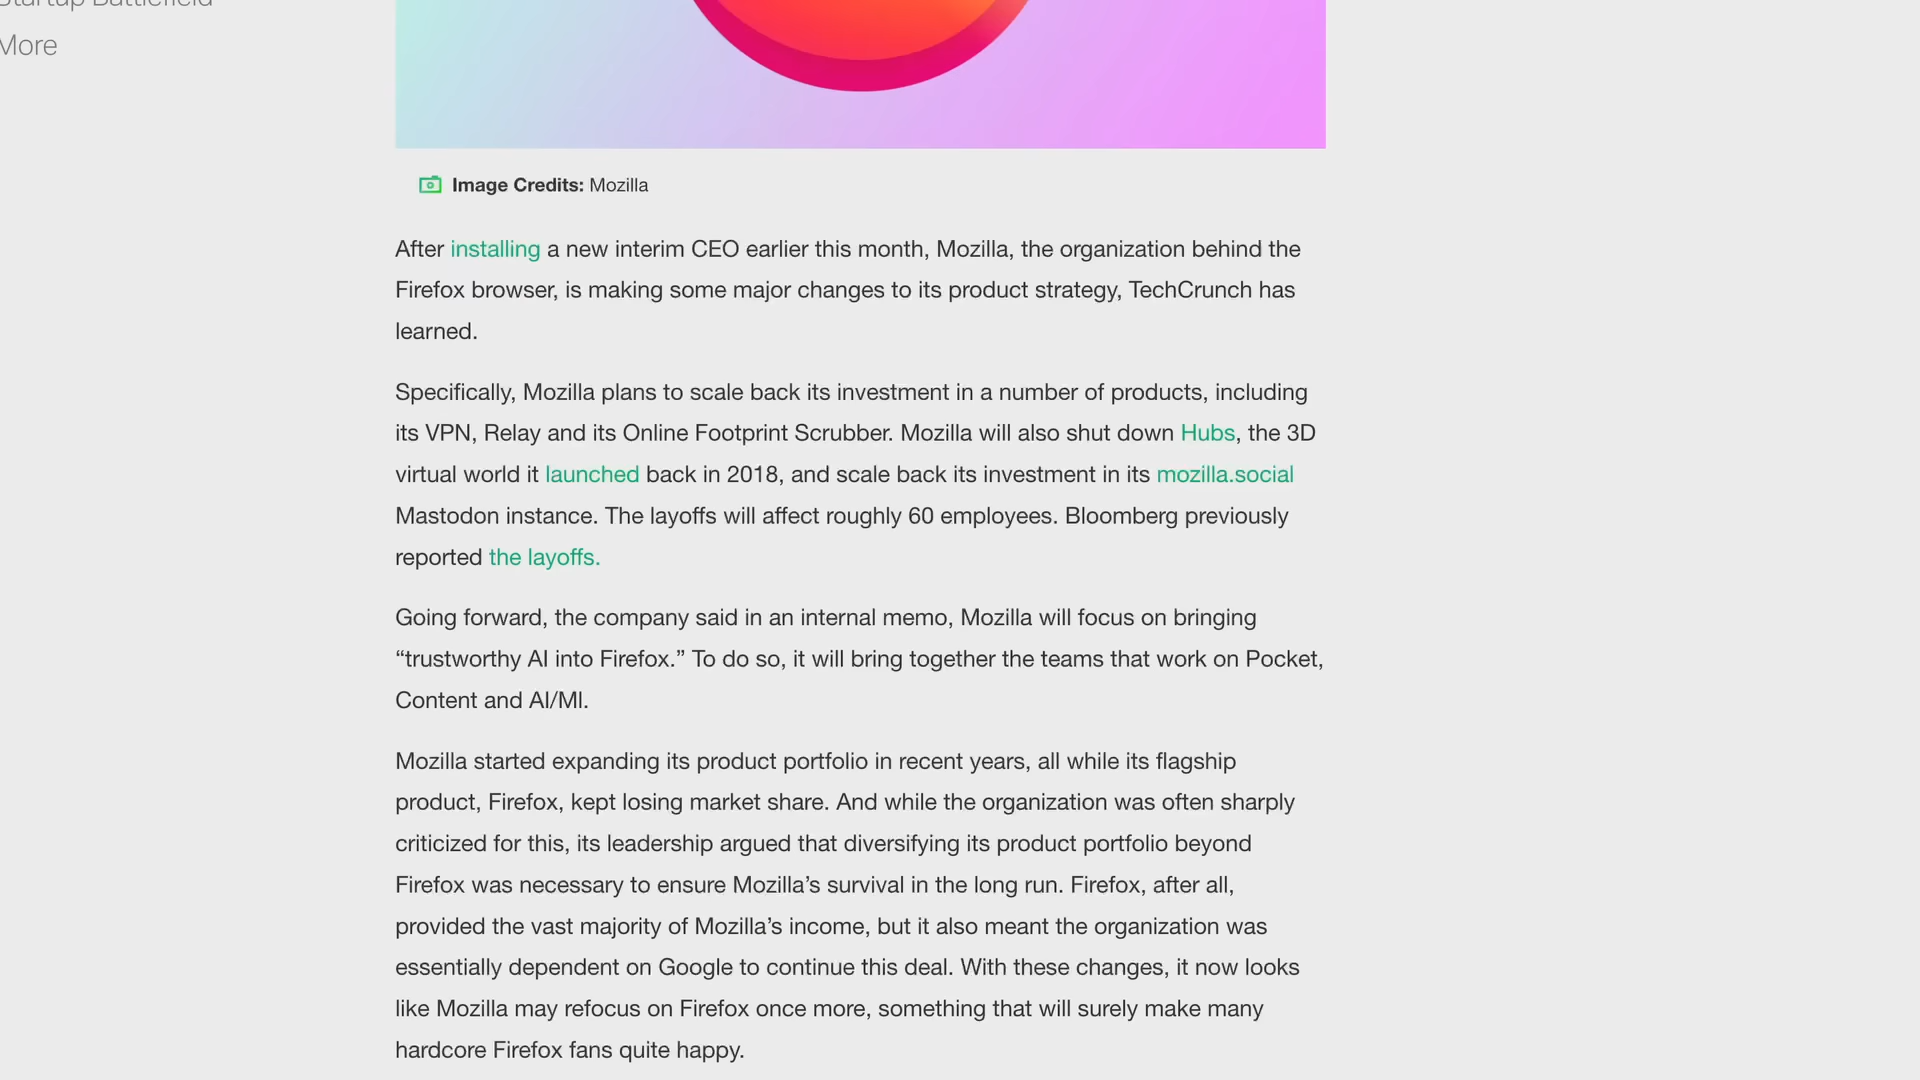 Startup Battlefield
More
Image Credits: Mozilla
After installing a new interim CEO earlier this month, Mozilla, the organization behind the
Firefox browser, is making some major changes to its product strategy, TechCrunch has
learned.
Specifically, Mozilla plans to scale back its investment in a number of products, including
its VPN, Relay and its Online Footprint Scrubber. Mozilla will also shut down Hubs, the 3D
virtual world it launched back in 2018, and scale back its investment in its mozilla.social
Mastodon instance. The layoffs will affect roughly 60 employees. Bloomberg previously
reported the layoffs.
Going forward, the company said in an internal memo, Mozilla will focus on bringing
“trustworthy AI into Firefox.” To do so, it will bring together the teams that work on Pocket,
Content and AI/Ml.
Mozilla started expanding its product portfolio in recent years, all while its flagship
product, Firefox, kept losing market share. And while the organization was often sharply
criticized for this, its leadership argued that diversifying its product portfolio beyond
Firefox was necessary to ensure Mozilla’s survival in the long run. Firefox, after all,
provided the vast majority of Mozilla’s income, but it also meant the organization was
essentially dependent on Google to continue this deal. With these changes, it now looks
like Mozilla may refocus on Firefox once more, something that will surely make many
hardcore Firefox fans quite happy.